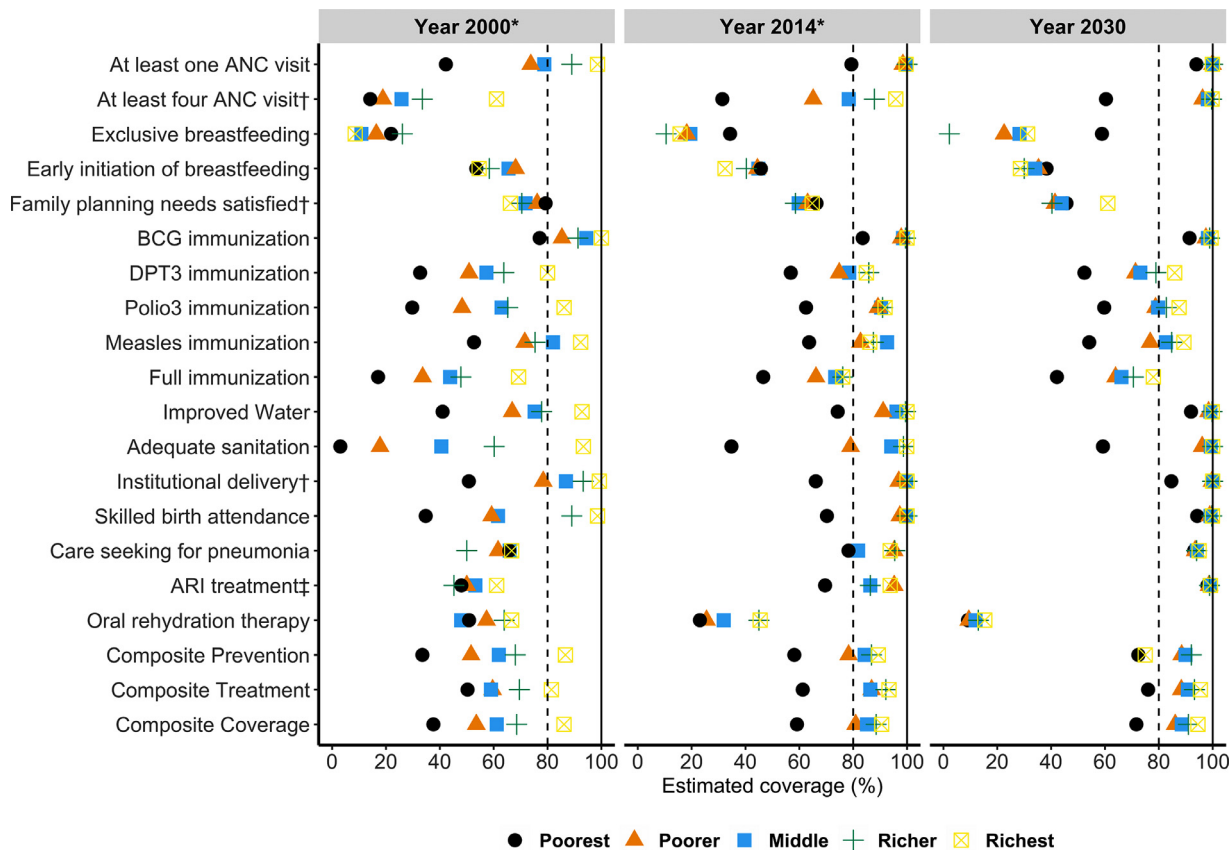 Year 2000* Year 2014* Year 2030
At least one ANC visit
At least four ANC visit†
Exclusive breastfeeding
Early initiation of breastfeeding
Family planning needs satisfied†
BCG immunization
DPT3 immunization
Polio3 immunization
Measles immunization
Full immunization
Improved Water
Adequate sanitation
Institutional delivery†
Skilled birth attendance
Care seeking for pneumonia
ARI treatment‡
Oral rehydration therapy
Composite Prevention
Composite Treatment
Composite Coverage
0 20 40 60 80 100 0 20 40 60 80 100 0 20 40 60 80 100
Estimated coverage (%)
Poorest Poorer Middle Richer Richest